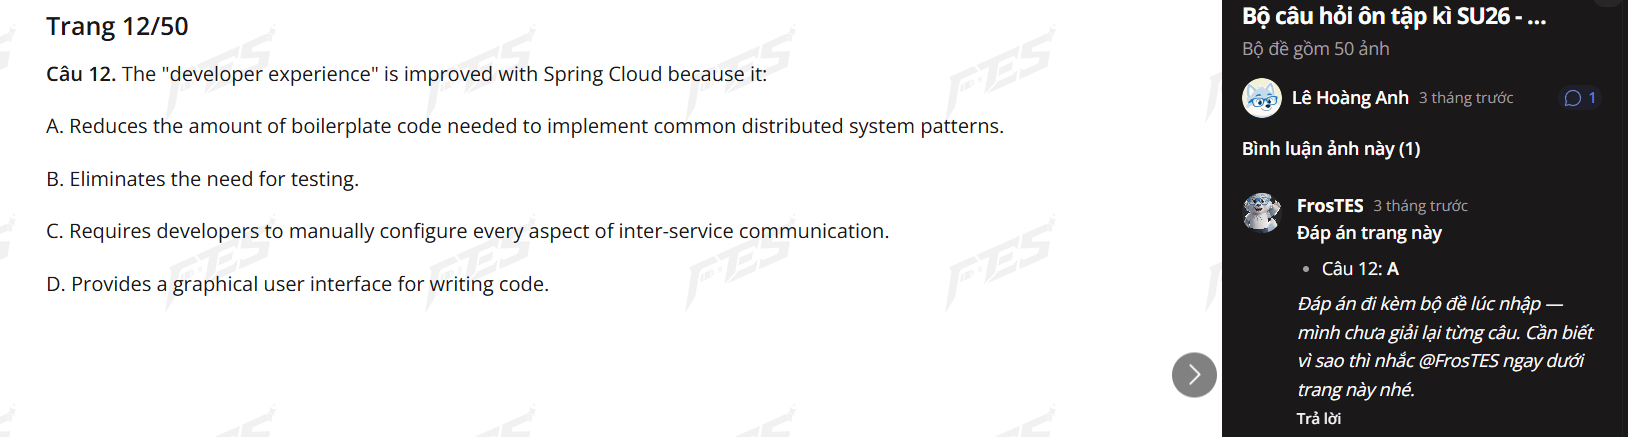 Trang 12/50
Câu 12. The "developer experience" is improved with Spring Cloud because it:
A. Reduces the amount of boilerplate code needed to implement common distributed system patterns.
B. Eliminates the need for testing.
C. Requires developers to manually configure every aspect of inter-service communication.
D. Provides a graphical user interface for writing code.
FES
Bộ câu hỏi ôn tập kì SU26 - ...
Bộ đề gồm 50 ảnh
Lê Hoàng Anh 3 tháng trước 1
Bình luận ảnh này (1)
FrosTES 3 tháng trước
Đáp án trang này
• Câu 12: A
Đáp án đi kèm bộ đề lúc nhập —
mình chưa giải lại từng câu. Cần biết
vì sao thì nhắc @FrosTES ngay dưới
trang này nhé.
Trả lời